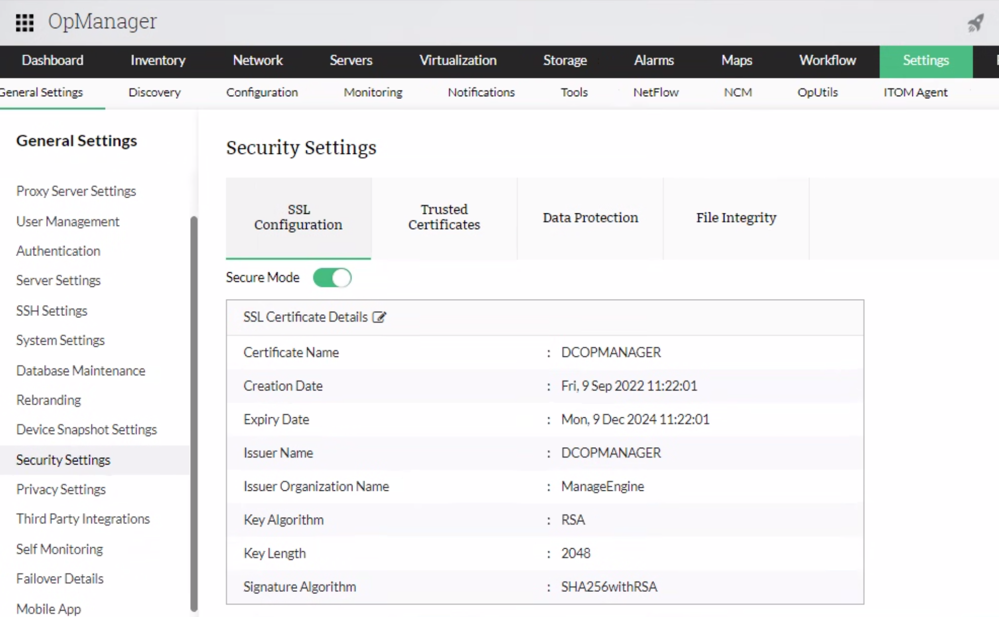 OpManager
Dashboard Inventory Network Servers Virtualization Storage Alarms Maps Workflow Settings
General Settings Discovery Configuration Monitoring Notifications Tools NetFlow NCM OpUtils ITOM Agent
General Settings
Proxy Server Settings
User Management
Authentication
Server Settings
SSH Settings
System Settings
Database Maintenance
Rebranding
Device Snapshot Settings
Security Settings
Privacy Settings
Third Party Integrations
Self Monitoring
Failover Details
Mobile App
Security Settings
SSL
Configuration
Trusted
Certificates
Data Protection
File Integrity
Secure Mode
SSL Certificate Details
Certificate Name : DCOPMANAGER
Creation Date : Fri, 9 Sep 2022 11:22:01
Expiry Date : Mon, 9 Dec 2024 11:22:01
Issuer Name : DCOPMANAGER
Issuer Organization Name : ManageEngine
Key Algorithm : RSA
Key Length : 2048
Signature Algorithm : SHA256withRSA